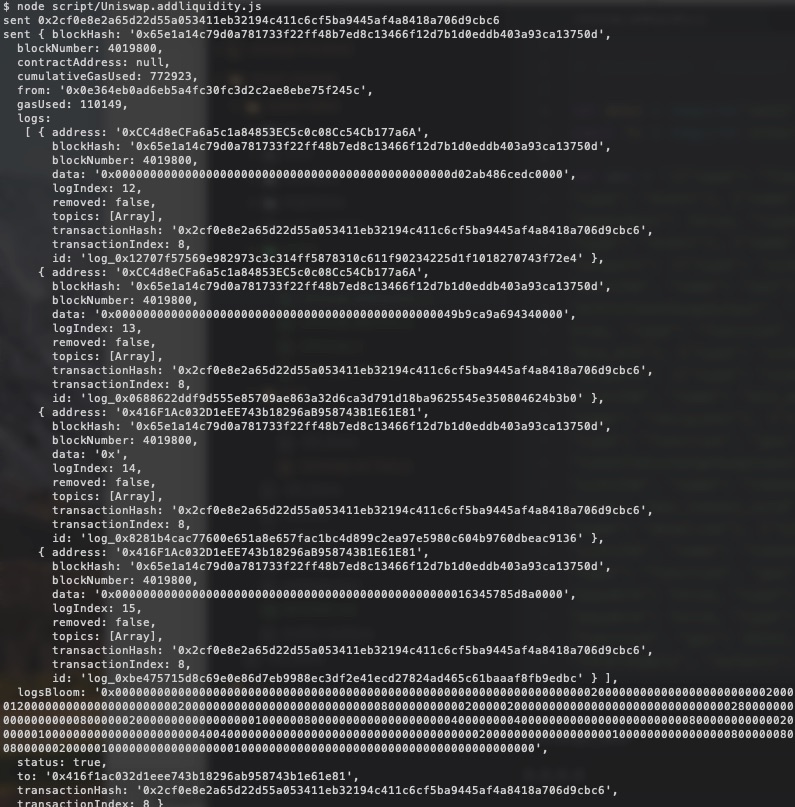 $ node script/Uniswap.addliquidity.js
sent 0x2cf0e8e2a65d22d55a053411eb32194c411c6cf5ba9445af4a8418a706d9cbc6
sent { blockHash: '0x65e1a14c79d0a781733f22ff48b7ed8c13466f12d7b1d0eddb403a93ca13750d',
blockNumber: 4019800,
contractAddress: null,
cumulativeGasUsed: 772923,
from: '0x0e364eb0ad6eb5a4fc30fc3d2c2ae8ebe75f245c',
gasUsed: 110149,
logs:
[ { address: '0xCC4d8eCFa6a5c1a84853EC5c0c08Cc54Cb177a6A',
blockHash: '0x65e1a14c79d0a781733f22ff48b7ed8c13466f12d7b1d0eddb403a93ca13750d',
blockNumber: 4019800,
data: '0x000000000000000000000000000000000000000000000000d02ab486cedc0000',
logIndex: 12,
removed: false,
topics: [Array],
transactionHash: '0x2cf0e8e2a65d22d55a053411eb32194c411c6cf5ba9445af4a8418a706d9cbc6',
transactionIndex: 8,
id: 'log_0x12707f57569e982973c3c314ff5878310c611f90234225d1f1018270743f72e4' },
{ address: '0xCC4d8eCFa6a5c1a84853EC5c0c08Cc54Cb177a6A',
blockHash: '0x65e1a14c79d0a781733f22ff48b7ed8c13466f12d7b1d0eddb403a93ca13750d',
blockNumber: 4019800,
data: '0x00000000000000000000000000000000000000000000000049b9ca9a694340000',
logIndex: 13,
removed: false,
topics: [Array],
transactionHash: '0x2cf0e8e2a65d22d55a053411eb32194c411c6cf5ba9445af4a8418a706d9cbc6',
transactionIndex: 8,
id: 'log_0x0688622ddf9d555e85709ae863a32d6ca3d791d18ba9625545e350804624b3b0' },
{ address: '0x416F1Ac032D1eEE743b18296aB958743B1E61E81',
blockHash: '0x65e1a14c79d0a781733f22ff48b7ed8c13466f12d7b1d0eddb403a93ca13750d',
blockNumber: 4019800,
data: '0x',
logIndex: 14,
removed: false,
topics: [Array],
transactionHash: '0x2cf0e8e2a65d22d55a053411eb32194c411c6cf5ba9445af4a8418a706d9cbc6',
transactionIndex: 8,
id: 'log_0x8281b4cac77600e651a8e657fac1bc4d899c2ea97e5980c604b9760dbeac9136' },
{ address: '0x416F1Ac032D1eEE743b18296aB958743B1E61E81',
blockHash: '0x65e1a14c79d0a781733f22ff48b7ed8c13466f12d7b1d0eddb403a93ca13750d',
blockNumber: 4019800,
data: '0x000000000000000000000000000000000000000000000000016345785d8a0000',
logIndex: 15,
removed: false,
topics: [Array],
transactionHash: '0x2cf0e8e2a65d22d55a053411eb32194c411c6cf5ba9445af4a8418a706d9cbc6',
transactionIndex: 8,
id: 'log_0xbe475715d8c69e0e86d7eb9988ec3df2e41ecd27824ad465c61baaaf8fb9edbc' } ],
logsBloom:
status: true,
to: '0x416f1ac032d1eee743b18296ab958743b1e61e81',
transactionHash: '0x2cf0e8e2a65d22d55a053411eb32194c411c6cf5ba9445af4a8418a706d9cbc6',
transactionIndex: 8 }